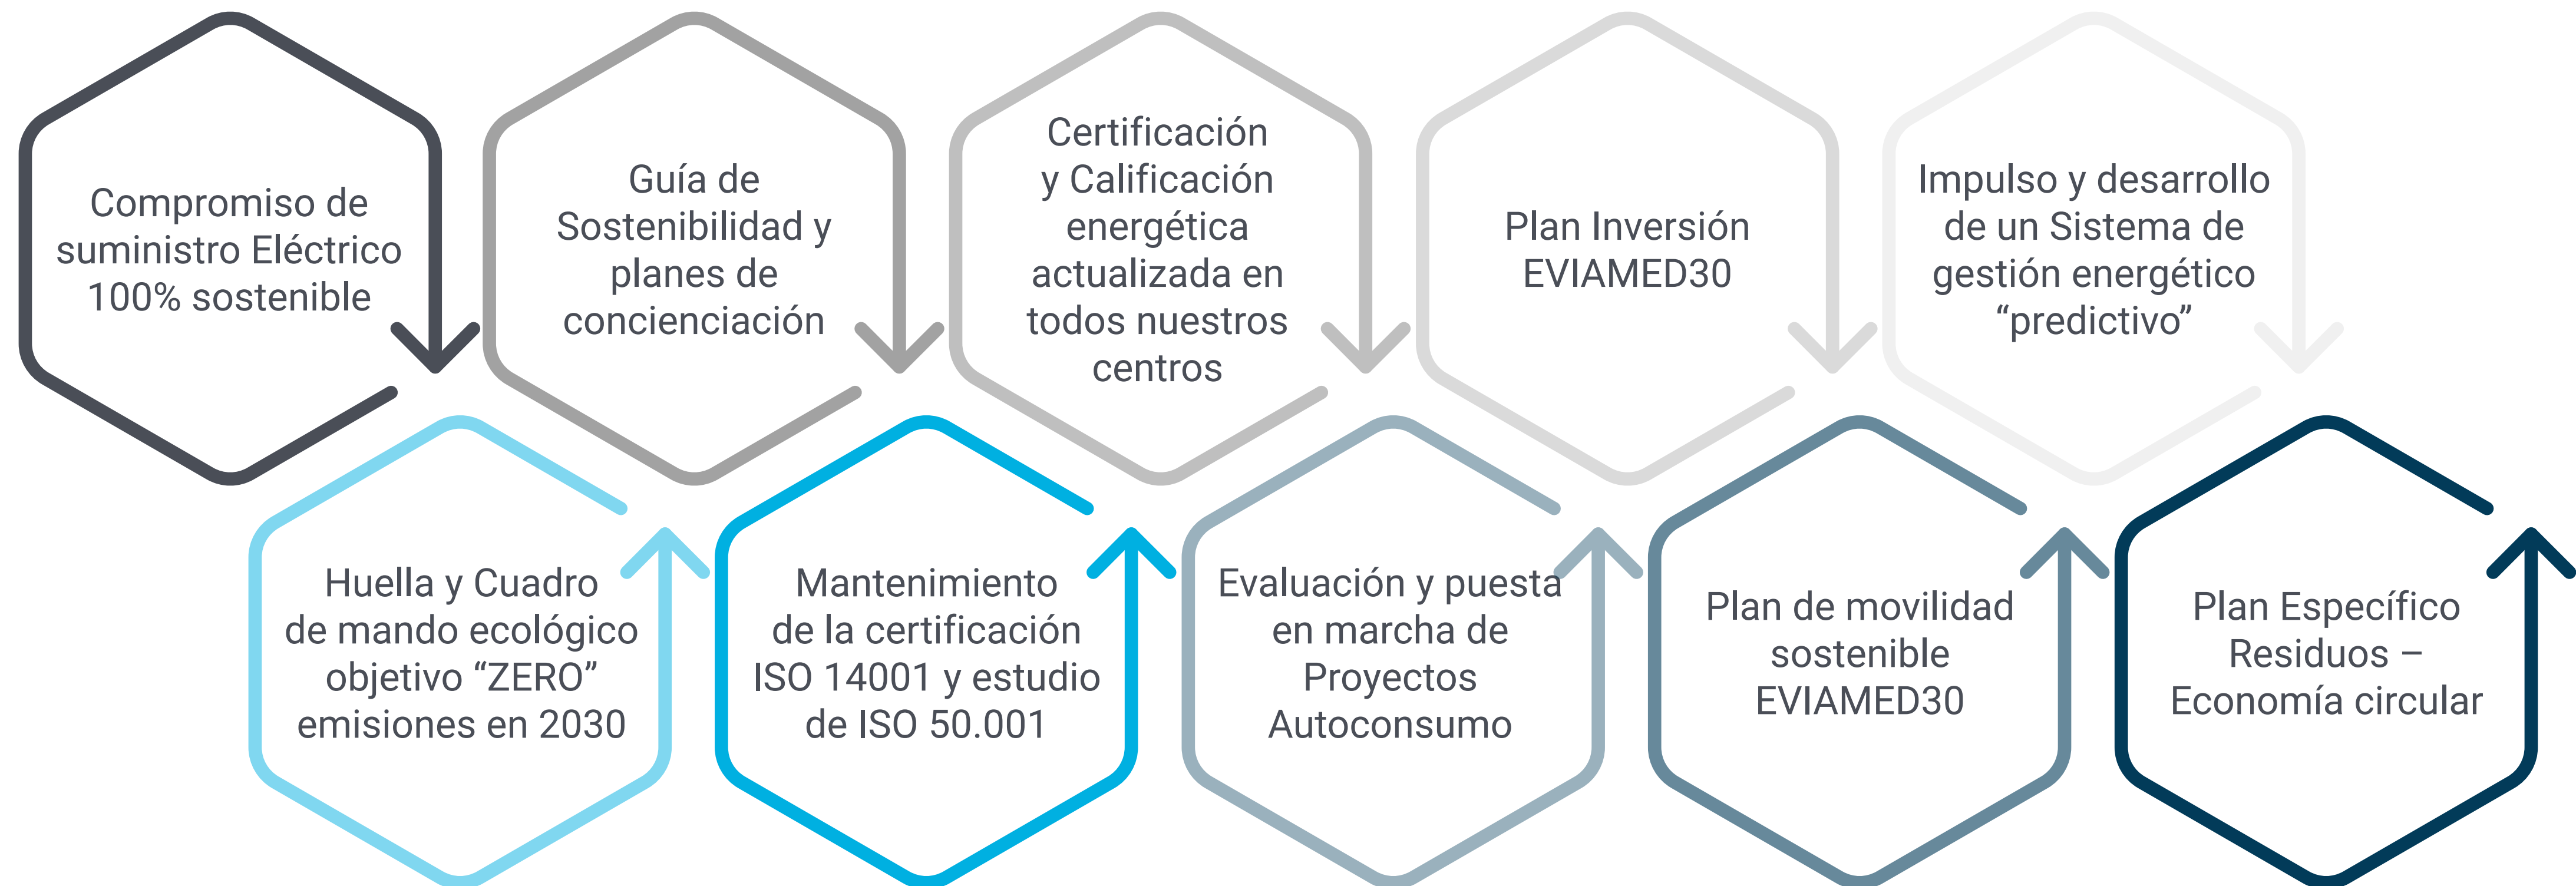 Compromiso de
suministro Eléctrico
100% sostenible
Guía de
Sostenibilidad y
planes de
concienciación
Certificación
y Calificación
energética
actualizada en
todos nuestros
centros
Plan Inversión
EVIAMED30
Impulso y desarrollo
de un Sistema de
gestión energético
“predictivo”
Huella y Cuadro
de mando ecológico
objetivo “ZERO”
emisiones en 2030
Mantenimiento
de la certificación
ISO 14001 y estudio
de ISO 50.001
Evaluación y puesta
en marcha de
Proyectos
Autoconsumo
Plan de movilidad
sostenible
EVIAMED30
Plan Específico
Residuos –
Economía circular